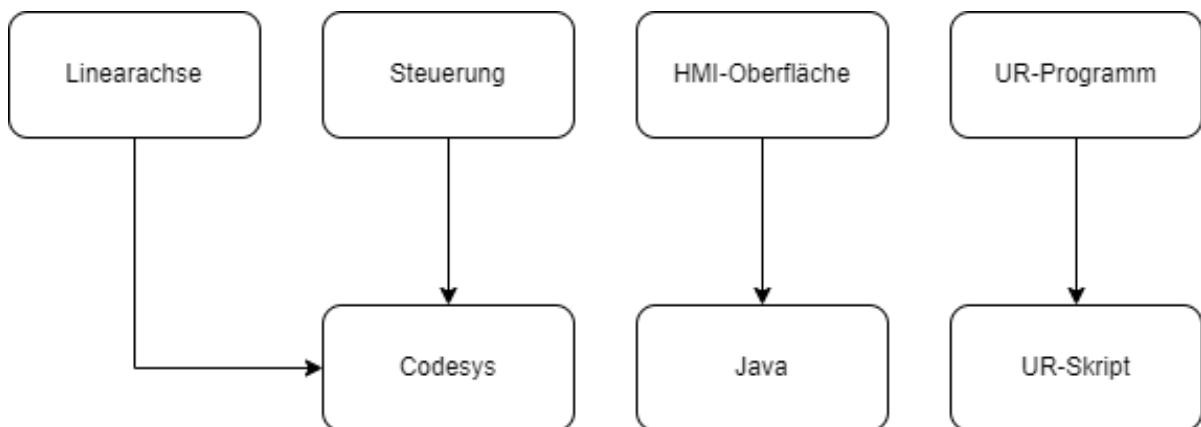 Linearachse
Steuerung
HMI-Oberfläche
UR-Programm
Codesys
Java
UR-Skript